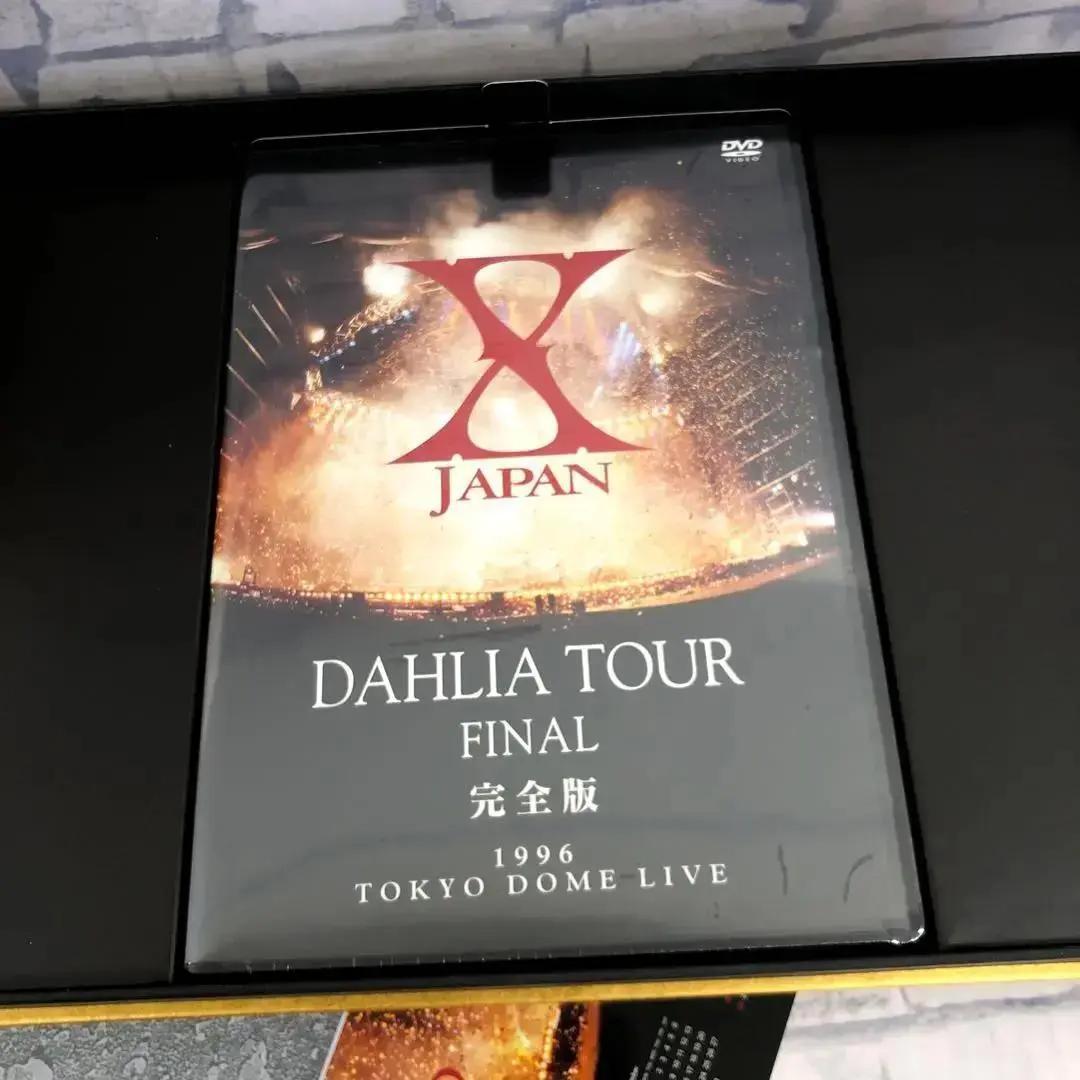 DVD
VIDEO
X
JAPAN
DAHLIA TOUR
FINAL
完全版
1996
TOKYO DOME LIVE